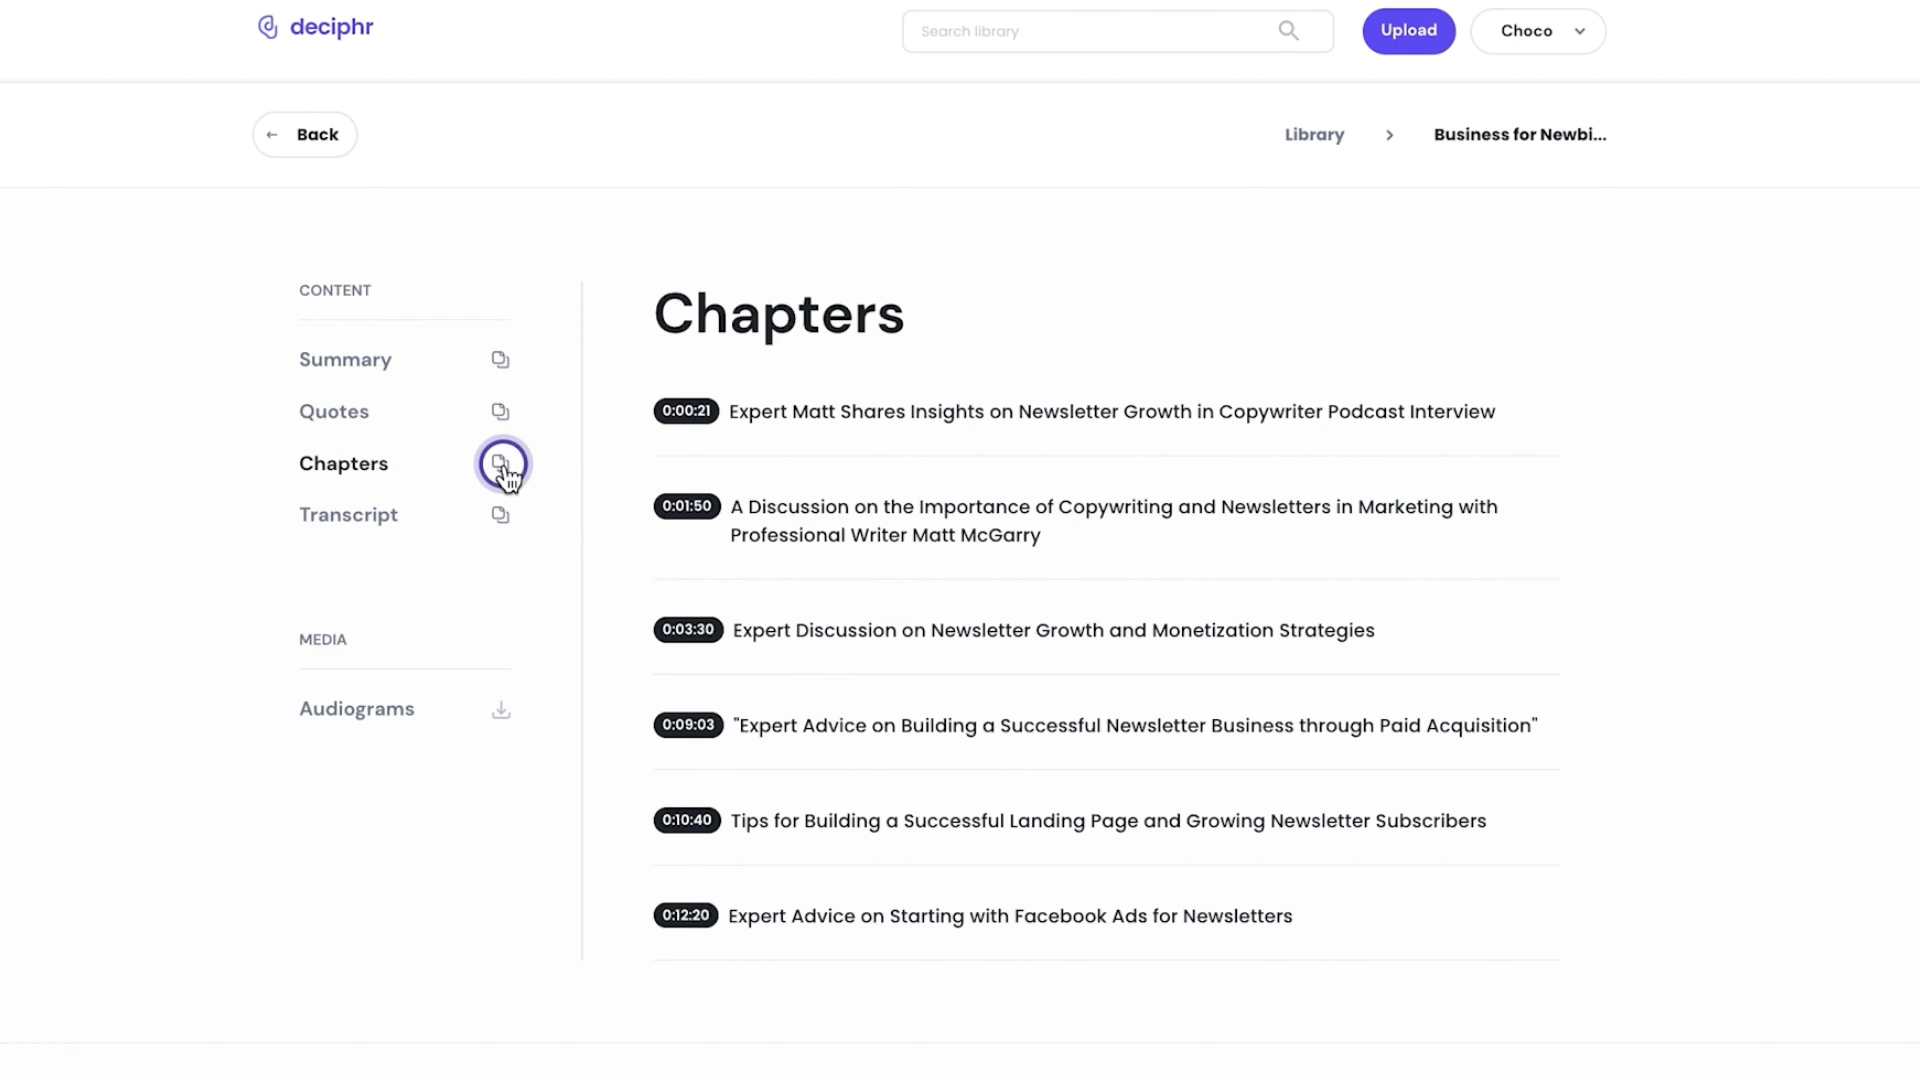 deciphr
Search library
Upload
Choco
Back
Library
Business for Newbi...
CONTENT
Summary
Quotes
Chapters
Transcript
MEDIA
Audiograms
Chapters
0:00:21 Expert Matt Shares Insights on Newsletter Growth in Copywriter Podcast Interview
0:01:50 A Discussion on the Importance of Copywriting and Newsletters in Marketing with
Professional Writer Matt McGarry
0:03:30 Expert Discussion on Newsletter Growth and Monetization Strategies
0:09:03 "Expert Advice on Building a Successful Newsletter Business through Paid Acquisition"
0:10:40 Tips for Building a Successful Landing Page and Growing Newsletter Subscribers
0:12:20 Expert Advice on Starting with Facebook Ads for Newsletters